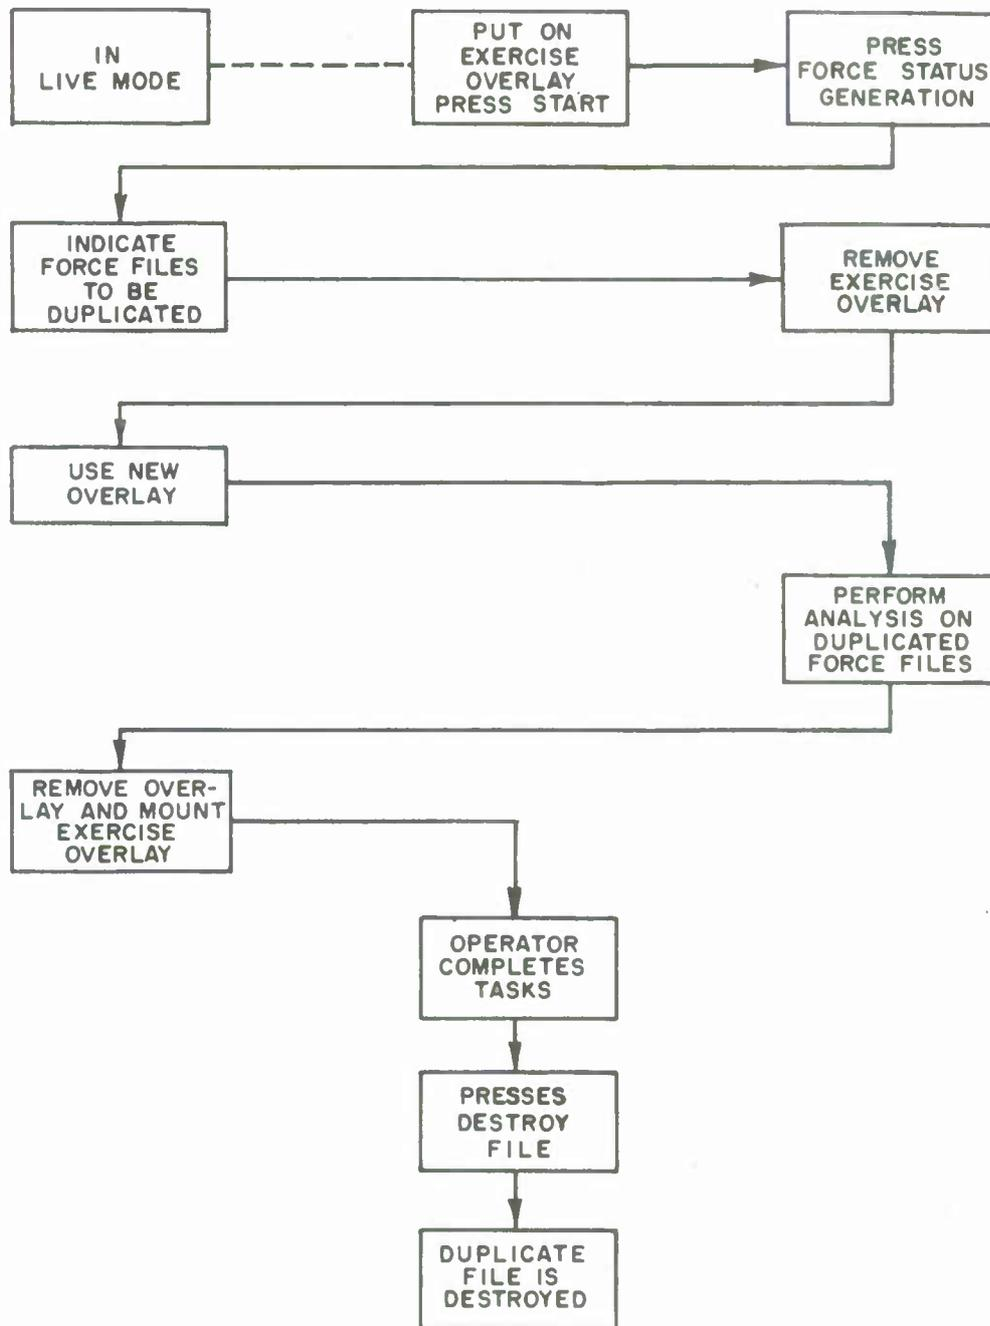 IN
LIVE MODE
PUT ON
EXERCISE
OVERLAY
PRESS START
PRESS
FORCE STATUS
GENERATION
INDICATE
FORCE FILES
TO BE
DUPLICATED
REMOVE
EXERCISE
OVERLAY
USE NEW
OVERLAY
PERFORM
ANALYSIS ON
DUPLICATED
FORCE FILES
REMOVE OVER-
LAY AND MOUNT
EXERCISE
OVERLAY
OPERATOR
COMPLETES
TASKS
PRESSES
DESTROY
FILE
DUPLICATE
FILE IS
DESTROYED